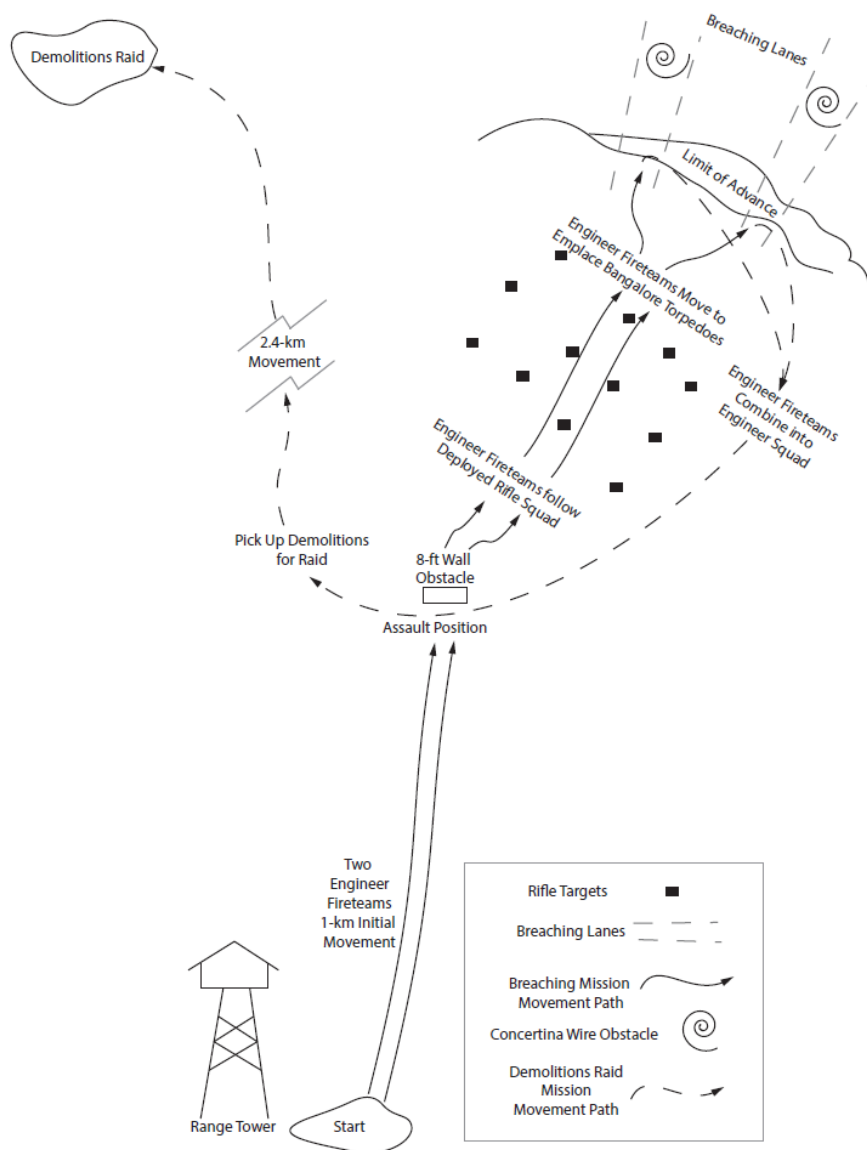 Demolitions Raid
Breaching Lanes
Limit of Advance
Engineer Fireteams Move to
Emplace Bangalore Torpedoes
2.4-km
Movement
Engineer Fireteams
Combine into
Engineer Squad
Engineer Fireteams follow
Deployed Rifle Squad
Pick Up Demolitions
for Raid
8-ft Wall
Obstacle
Assault Position
Two
Engineer
Fireteams
1-km Initial
Movement
Range Tower
Start
Rifle Targets
Breaching Lanes
Breaching Mission
Movement Path
Concertina Wire Obstacle
Demolitions Raid
Mission
Movement Path